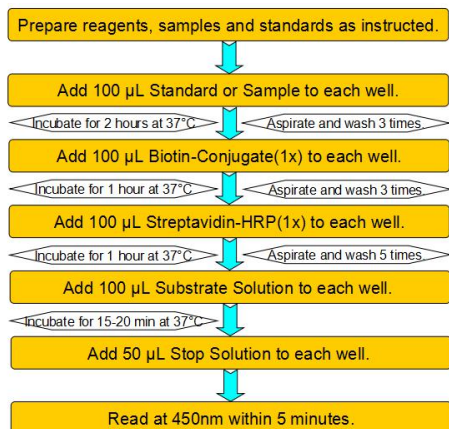 Prepare reagents, samples and standards as instructed.
Add 100 µL Standard or Sample to each well.
Incubate for 2 hours at 37°C
Aspirate and wash 3 times.
Add 100 µL Biotin-Conjugate(1x) to each well.
Incubate for 1 hour at 37°C
Aspirate and wash 3 times.
Add 100 µL Streptavidin-HRP(1x) to each well.
Incubate for 1 hour at 37°C
Aspirate and wash 5 times.
Add 100 µL Substrate Solution to each well.
Incubate for 15-20 min at 37°C
Add 50 µL Stop Solution to each well.
Read at 450nm within 5 minutes.